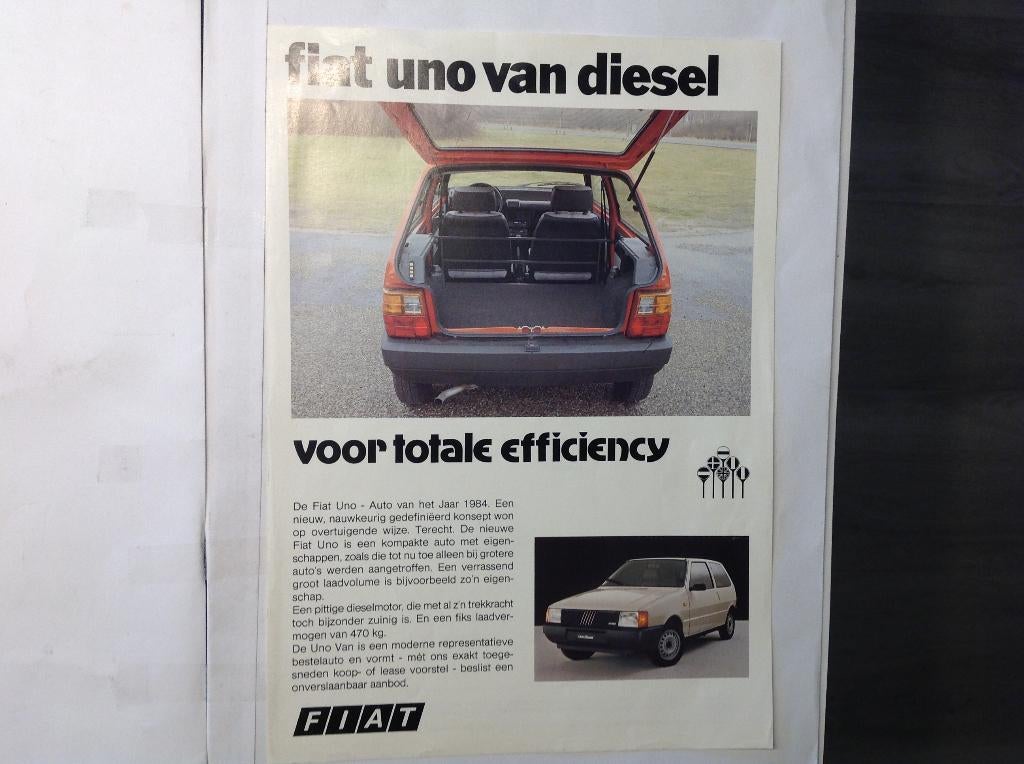 fiat uno van diesel
voor totale efficiency
De Fiat Uno - Auto van het Jaar 1984. Een
nieuw, nauwkeurig gedefiniëerd konsept won
op overtuigende wijze. Terecht. De nieuwe
Fiat Uno is een kompakte auto met eigen-
schappen, zoals die tot nu toe alleen bij grotere
auto's werden aangetroffen. Een verrassend
groot laadvolume is bijvoorbeeld zo'n eigen-
schap.
Een pittige dieselmotor, die met al z'n trekkracht
toch bijzonder zuinig is. En een fiks laadver-
mogen van 470 kg.
De Uno Van is een moderne representatieve
bestelauto en vormt - mét ons exakt toege-
sneden koop- of lease voorstel - beslist een
onverslaanbaar aanbod.
FIAT